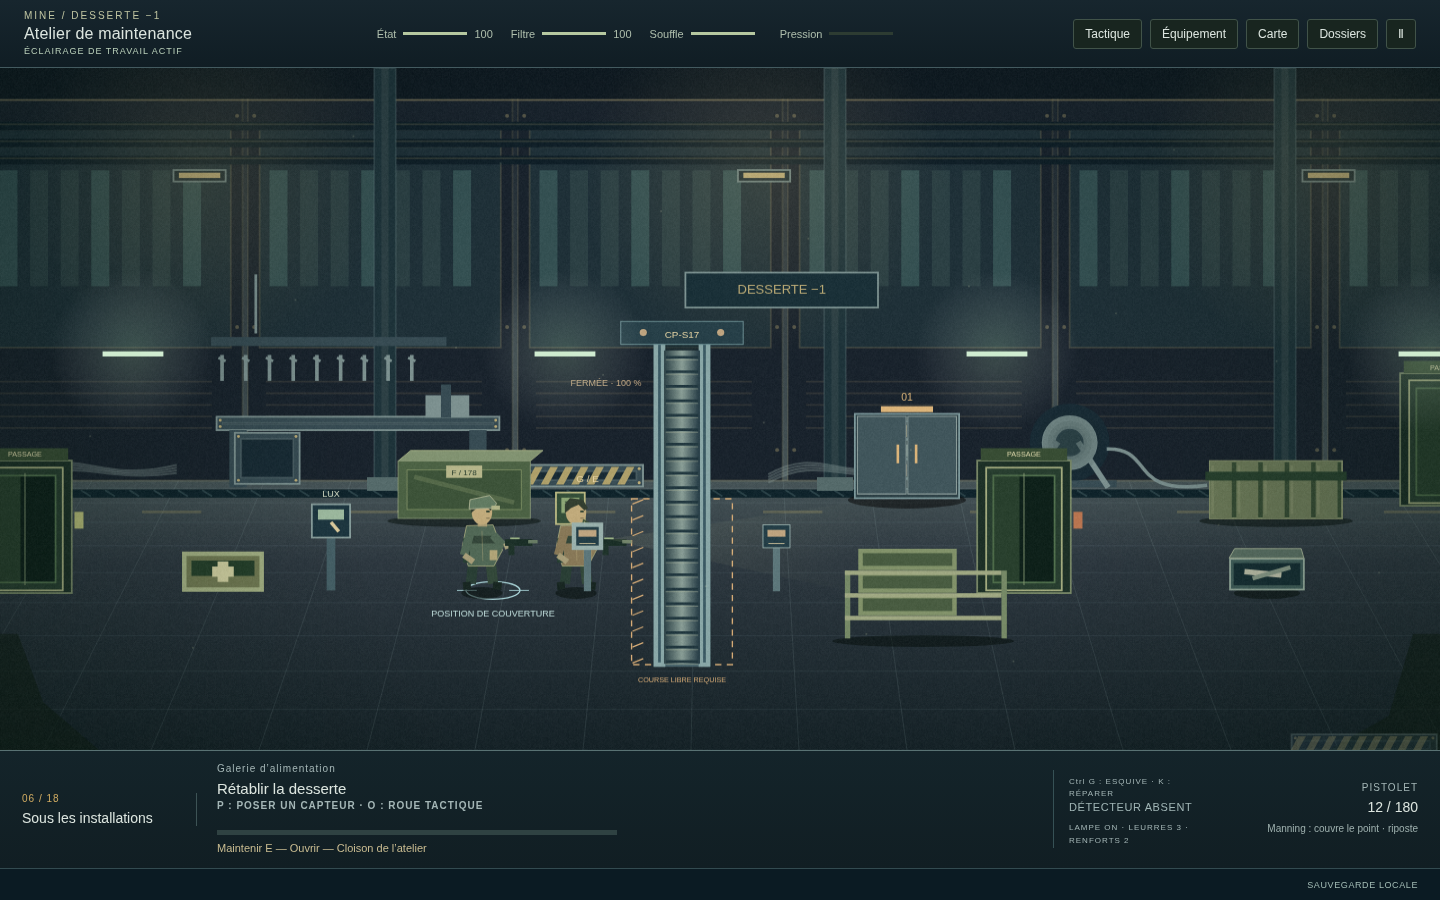 MINE / DESSERTE −1
Atelier de maintenance
ÉCLAIRAGE DE TRAVAIL ACTIF
État 100 Filtre 100 Souffle Pression
Tactique Équipement Carte Dossiers II
DESSERTE −1
CP-S17
FERMÉE · 100 %
01
PASSAGE
PASSAGE
F / 178
LUX
POSITION DE COUVERTURE
COURSE LIBRE REQUISE
06 / 18
Sous les installations
Galerie d'alimentation
Rétablir la desserte
P : POSER UN CAPTEUR · O : ROUE TACTIQUE
Maintenir E — Ouvrir — Cloison de l'atelier
Ctrl G : ESQUIVE · K :
RÉPARER
DÉTECTEUR ABSENT
LAMPE ON · LEURRES 3 ·
RENFORTS 2
PISTOLET
12 / 180
Manning : couvre le point · riposte
SAUVEGARDE LOCALE